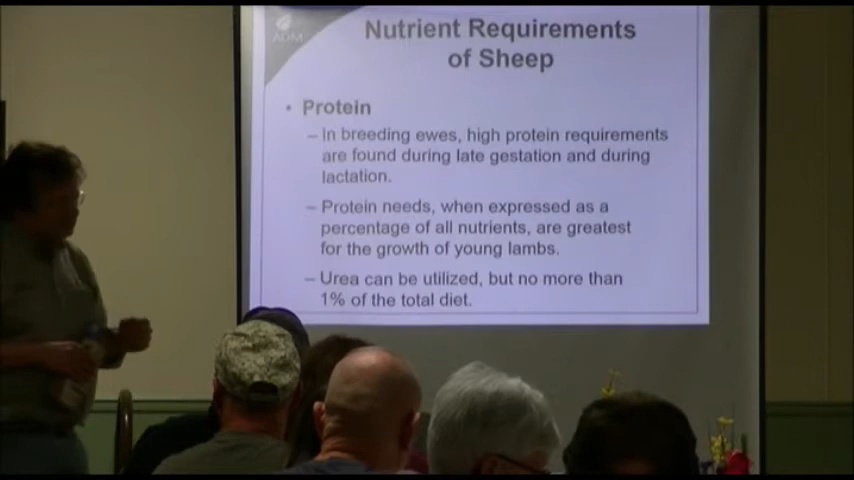 ADM
Nutrient Requirements
of Sheep
• Protein
– In breeding ewes, high protein requirements
are found during late gestation and during
lactation.
– Protein needs, when expressed as a
percentage of all nutrients, are greatest
for the growth of young lambs.
– Urea can be utilized, but no more than
1% of the total diet.